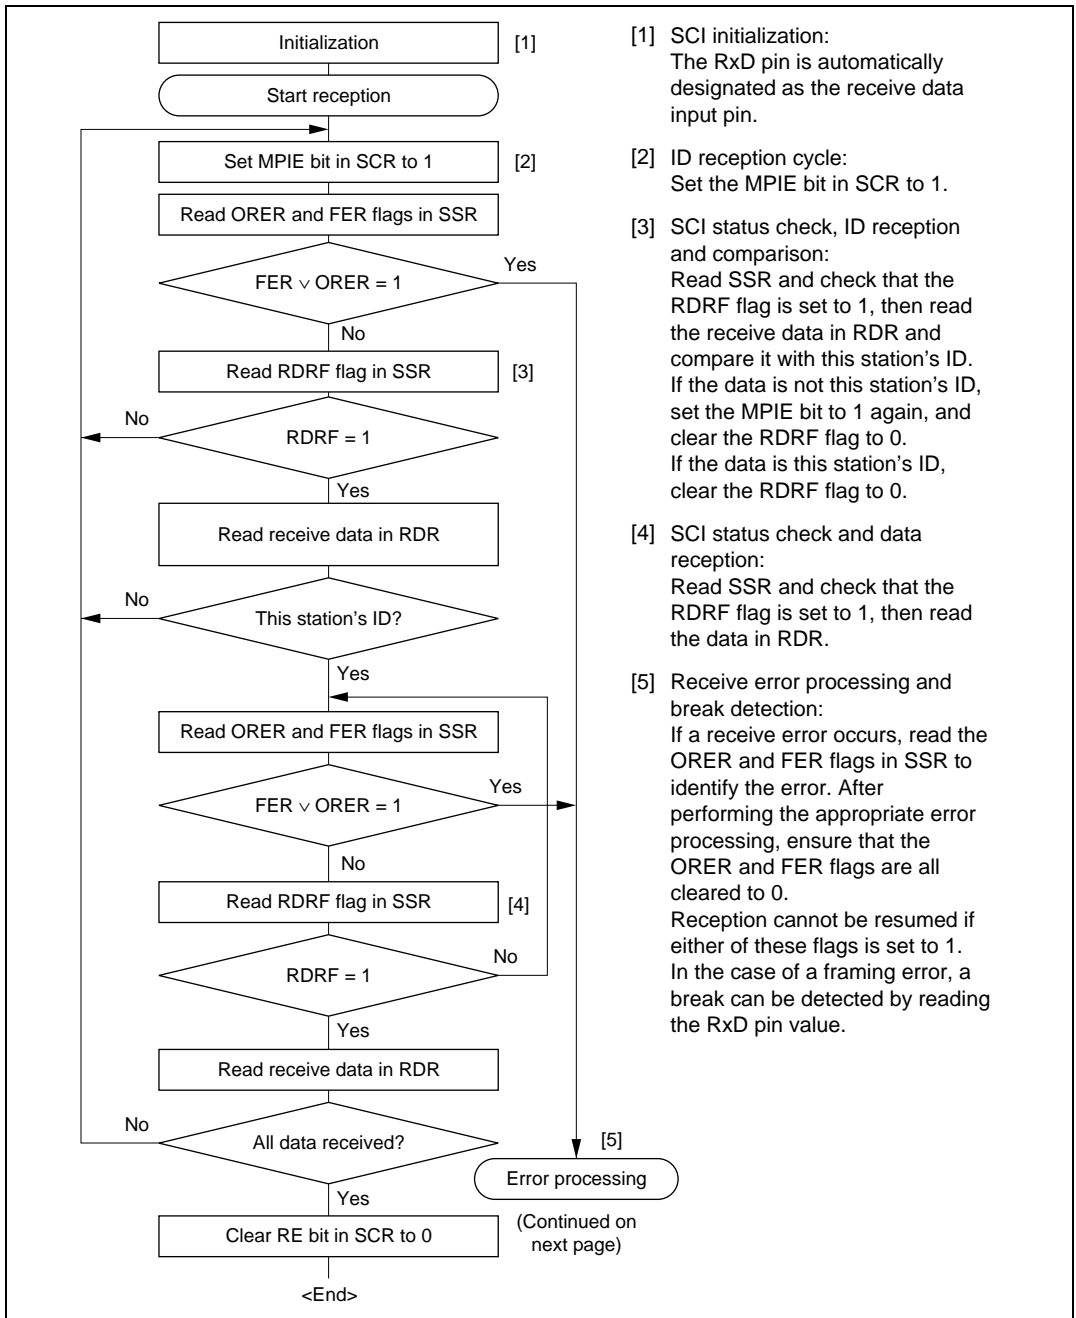 Initialization
[1]
Start reception
Set MPIE bit in SCR to 1
[2]
Read ORER and FER flags in SSR
Yes
FER ∨ ORER = 1
No
Read RDRF flag in SSR
[3]
No
RDRF = 1
Yes
Read receive data in RDR
No
This station's ID?
Yes
Read ORER and FER flags in SSR
Yes
FER ∨ ORER = 1
No
Read RDRF flag in SSR
[4]
No
RDRF = 1
Yes
Read receive data in RDR
No
All data received?
[5]
Error processing
Yes
(Continued on
next page)
Clear RE bit in SCR to 0
<End>
[1] SCI initialization:
The RxD pin is automatically
designated as the receive data
input pin.
[2] ID reception cycle:
Set the MPIE bit in SCR to 1.
[3] SCI status check, ID reception
and comparison:
Read SSR and check that the
RDRF flag is set to 1, then read
the receive data in RDR and
compare it with this station's ID.
If the data is not this station's ID,
set the MPIE bit to 1 again, and
clear the RDRF flag to 0.
If the data is this station's ID,
clear the RDRF flag to 0.
[4] SCI status check and data
reception:
Read SSR and check that the
RDRF flag is set to 1, then read
the data in RDR.
[5] Receive error processing and
break detection:
If a receive error occurs, read the
ORER and FER flags in SSR to
identify the error. After
performing the appropriate error
processing, ensure that the
ORER and FER flags are all
cleared to 0.
Reception cannot be resumed if
either of these flags is set to 1.
In the case of a framing error, a
break can be detected by reading
the RxD pin value.